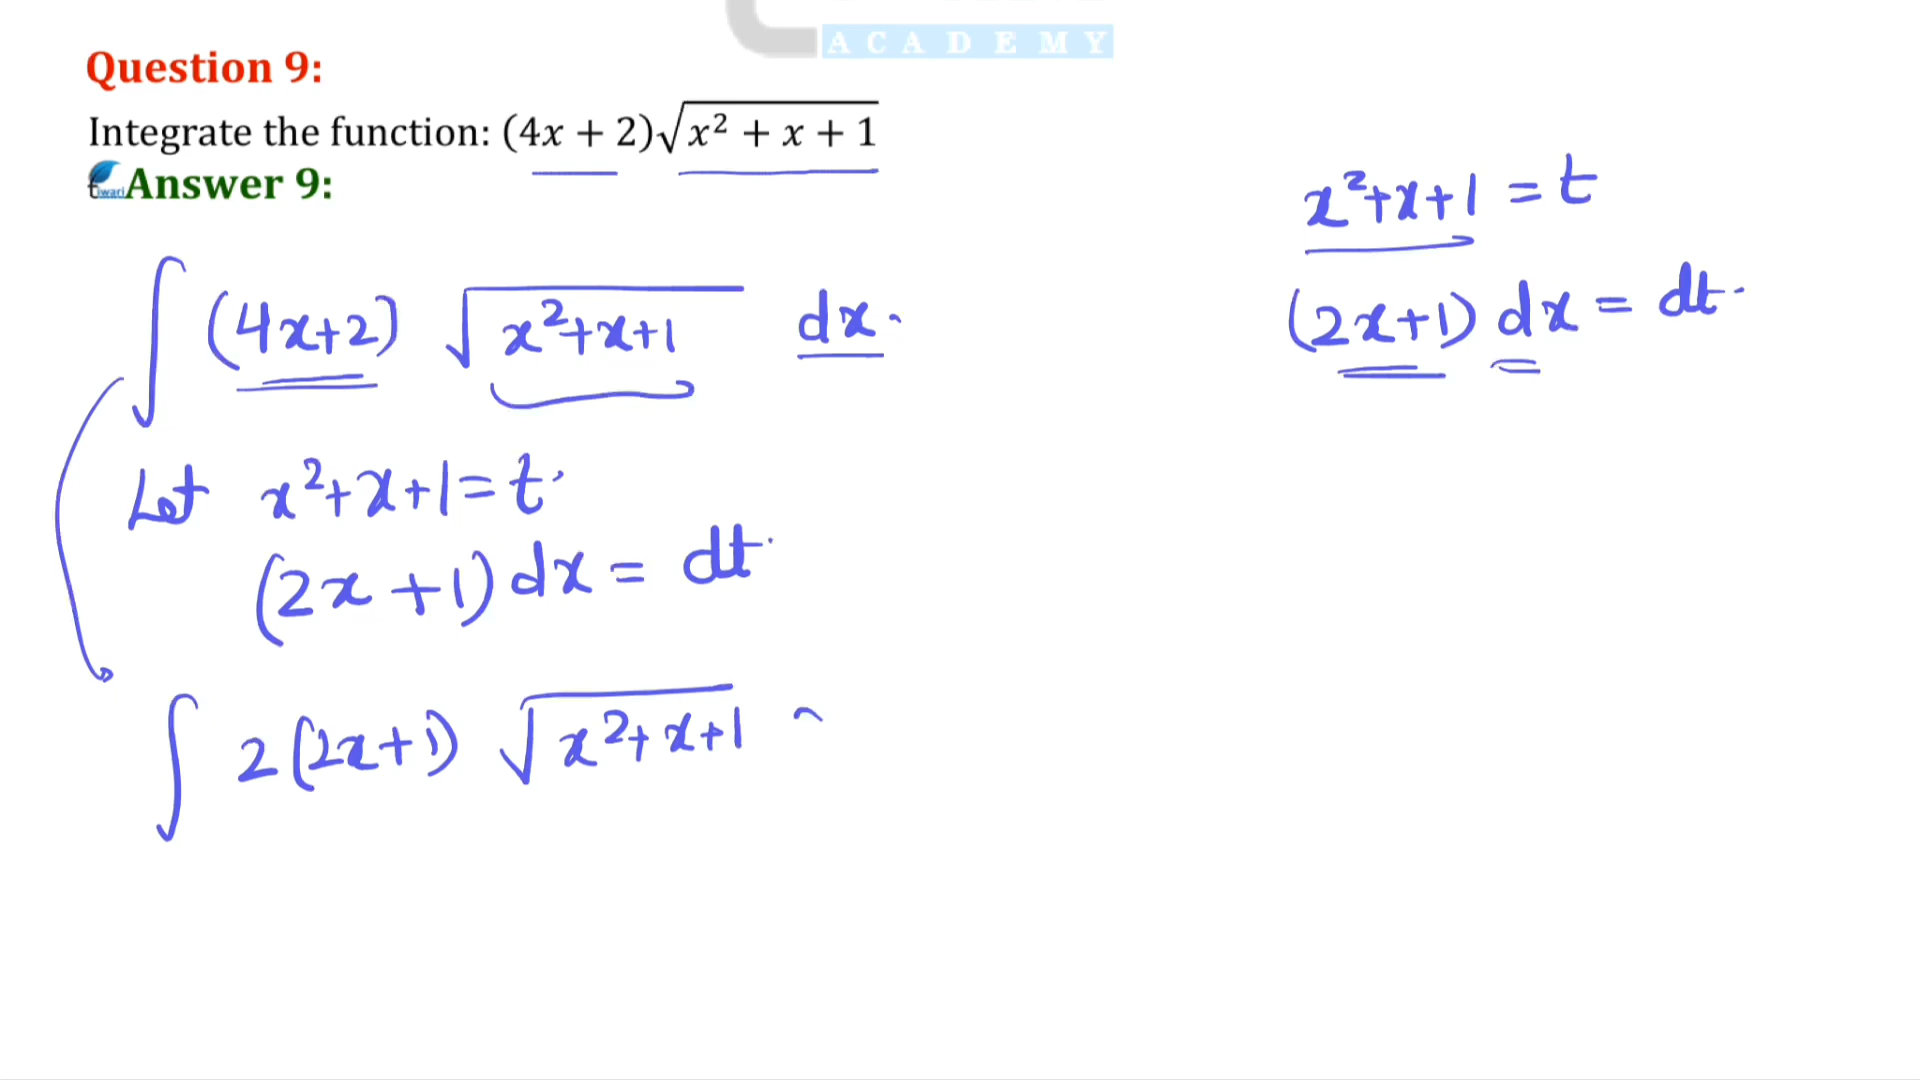 ACADEMY
Question 9:
Integrate the function: (4x + 2)√(x² + x + 1)
tiwari Answer 9:
∫ (4x+2) √(x²+x+1) dx.
Let x²+x+1=t.
(2x+1)dx = dt.
∫ 2(2x+1) √(x²+x+1)
x²+x+1 = t
(2x+1) dx = dt.